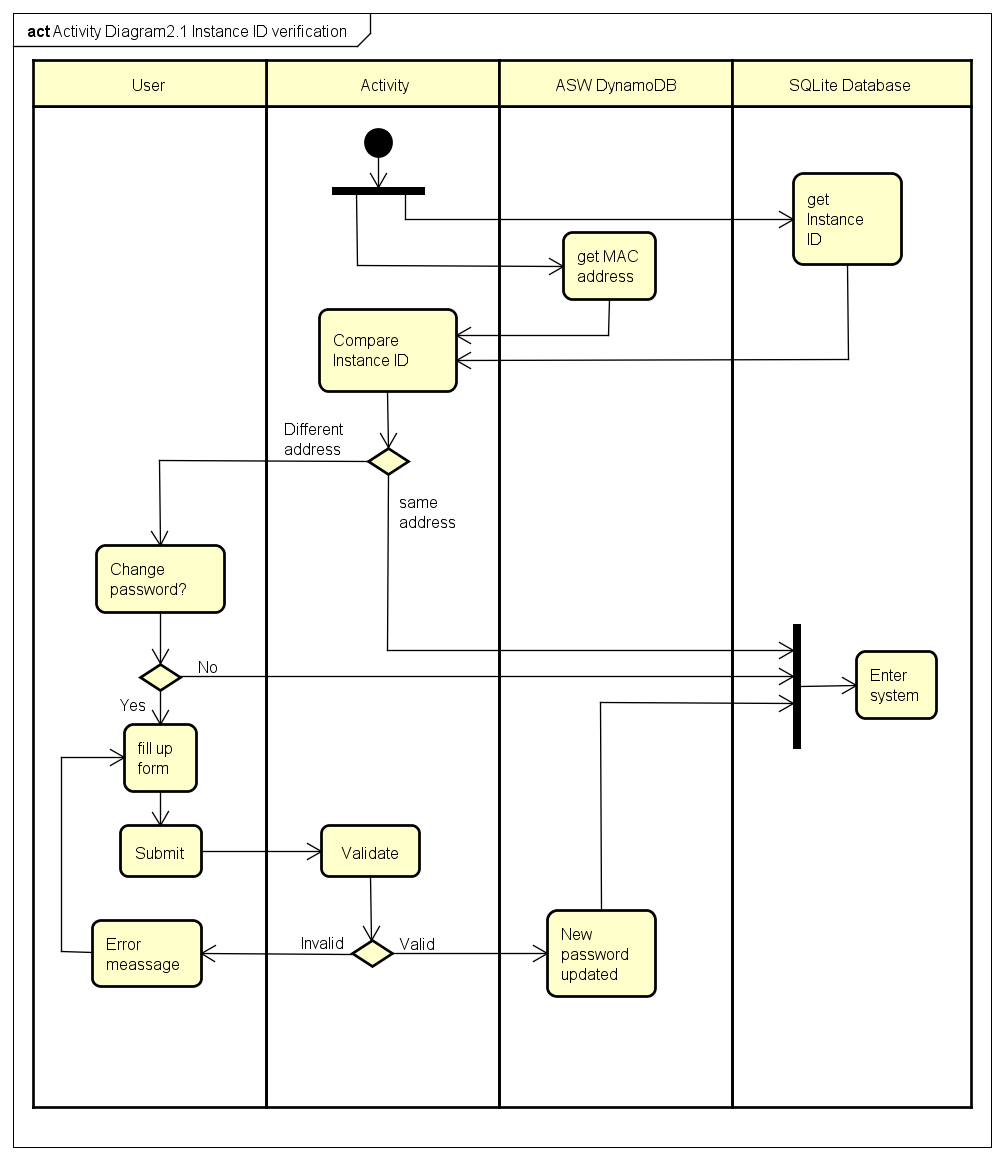 act Activity Diagram2.1 Instance ID verification
User
Activity
ASW DynamoDB
SQLite Database
get
Instance
ID
get MAC
address
Compare
Instance ID
Different
address
same
address
Change
password?
No
Yes
Enter
system
fill up
form
Submit
Validate
Error
meassage
Invalid
Valid
New
password
updated